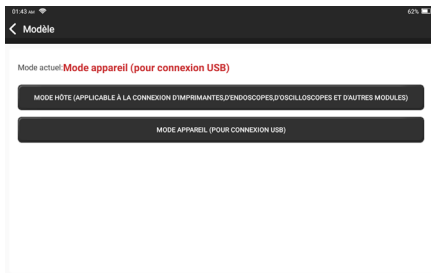 01:43 AM 62%
Modèle
Mode actuel:Mode appareil (pour connexion USB)
MODE HÔTE (APPLICABLE À LA CONNEXION D'IMPRIMANTES,D'ENDOSCOPES,D'OSCILLOSCOPES ET D'AUTRES MODULES)
MODE APPAREIL (POUR CONNEXION USB)